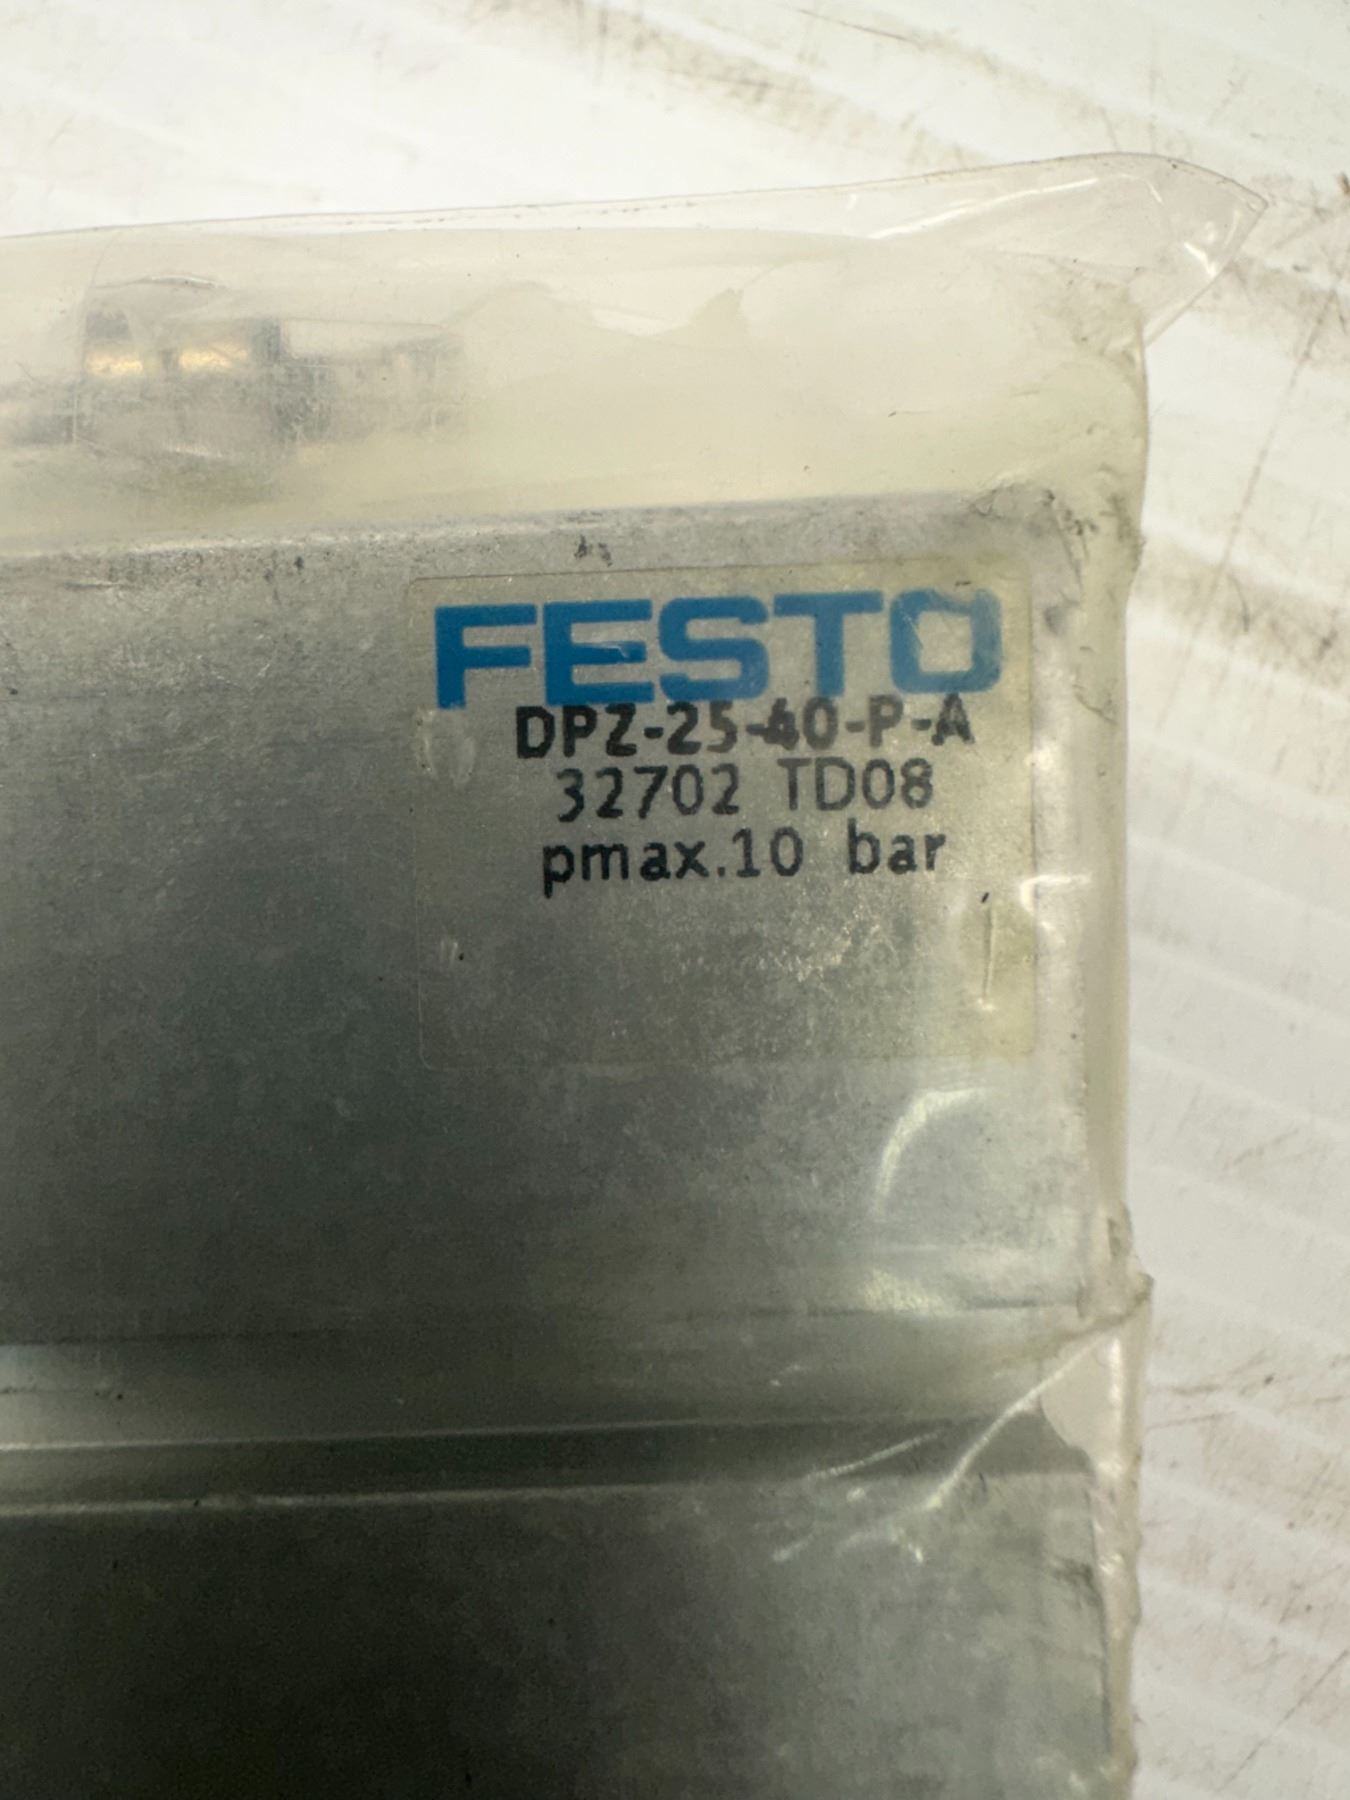 FESTO
DPZ-25-40-P-A
32702 TD08
pmax.10 bar